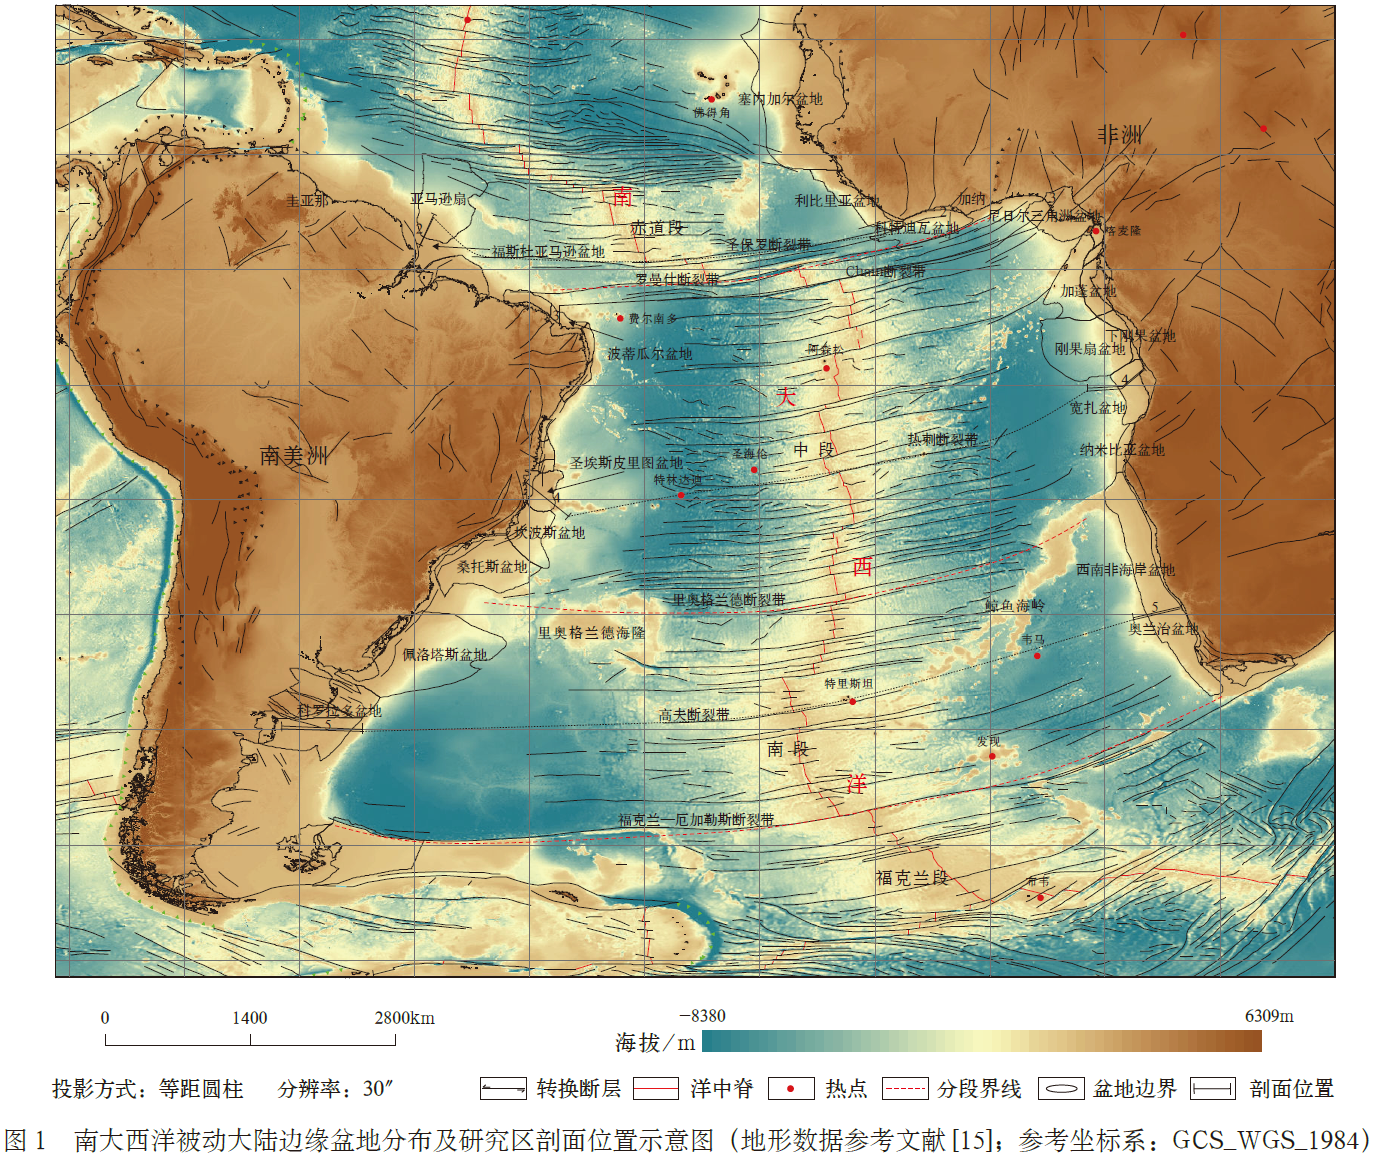 佛得角
塞内加尔盆地
非洲
圭亚那
亚马逊扇
南
利比里亚盆地
加纳
尼日尔三角洲盆地
赤道段
科特迪瓦盆地
喀麦隆
2
2
福斯杜亚马逊盆地
圣保罗断裂带
罗曼仕断裂带
Chain断裂带
加蓬盆地
3
3
费尔南多
下刚果盆地
波蒂瓜尔盆地
阿森松
刚果扇盆地
4
大
宽扎盆地
南美洲
中 段
热刺断裂带
纳米比亚盆地
圣埃斯皮里图盆地
圣海伦
特林达迪
4
坎波斯盆地
桑托斯盆地
西
西南非海岸盆地
里奥格兰德断裂带
鲸鱼海岭
5
里奥格兰德海隆
韦马
奥兰治盆地
佩洛塔斯盆地
特里斯坦
科罗拉多盆地
5
高夫断裂带
南 段
发现
洋
福克兰—厄加勒斯断裂带
福克兰段
布韦
0 1400 2800km
−8380 6309m
海拔/m
投影方式：等距圆柱 分辨率：30″
转换断层 洋中脊 热点 分段界线 盆地边界 剖面位置
图 1 南大西洋被动大陆边缘盆地分布及研究区剖面位置示意图（地形数据参考文献[15]；参考坐标系：GCS_WGS_1984）